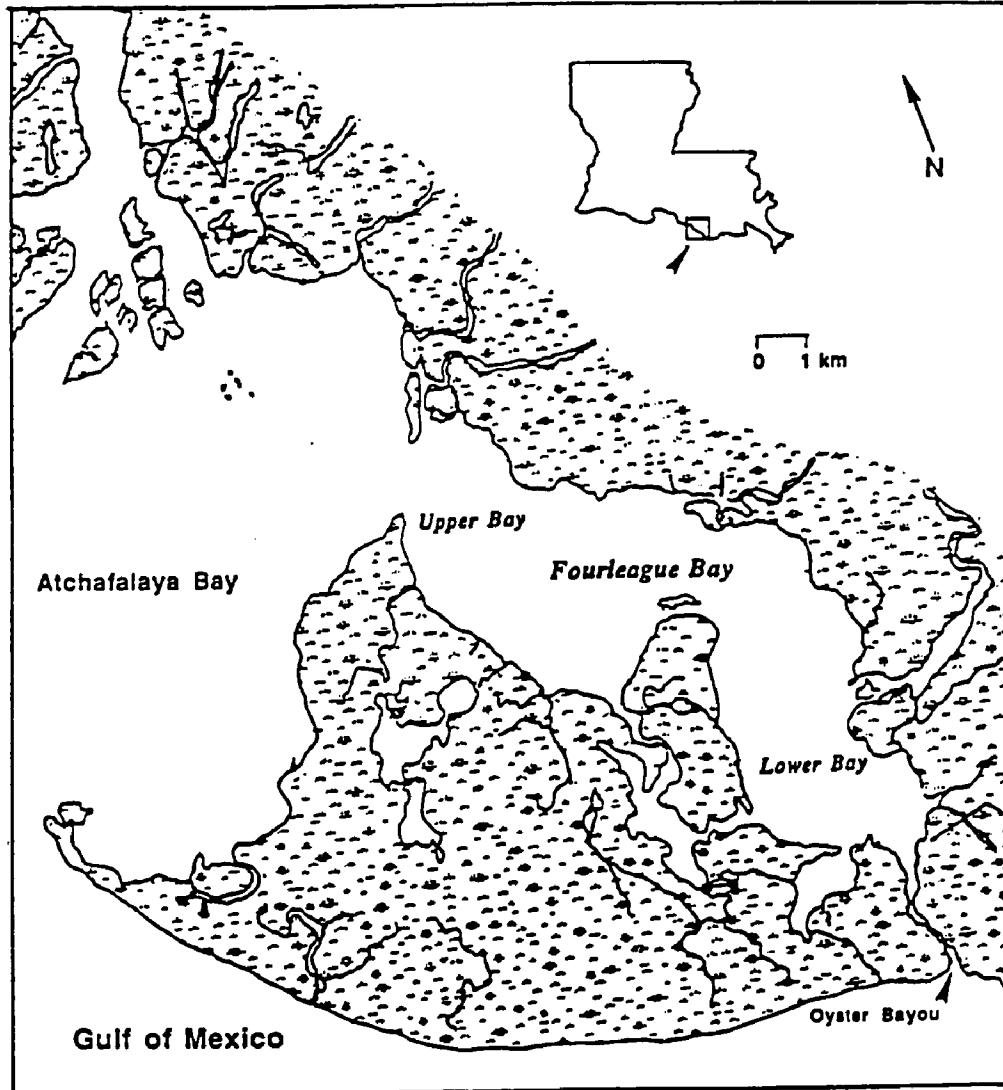 N
0 1 km
Upper Bay
Fourleague Bay
Atchafalaya Bay
Lower Bay
Oyster Bayou
Gulf of Mexico